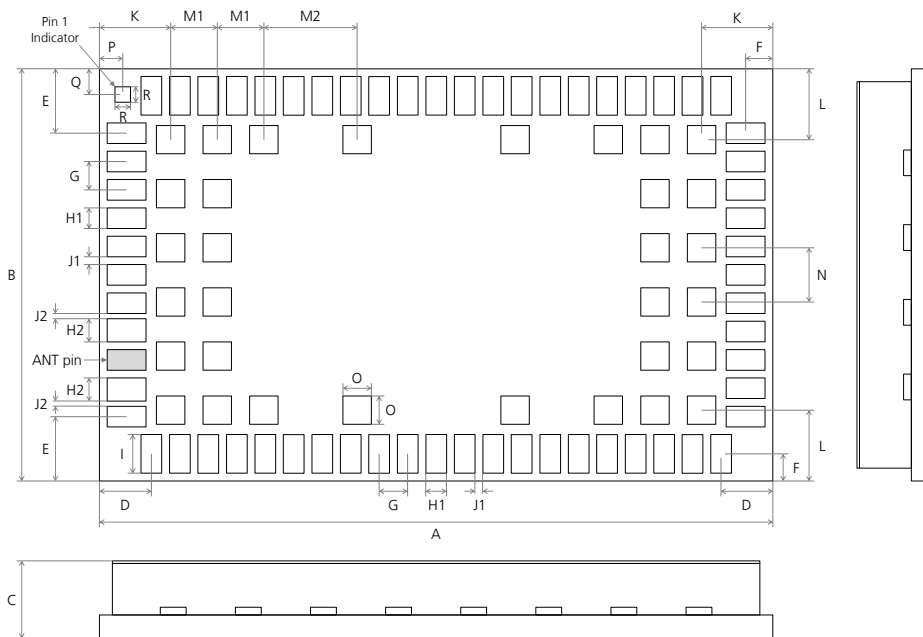 Pin 1
Indicator
K
M1
M1
M2
K
P
F
Q
E
R
R
L
G
H1
J1
B
N
J2
H2
ANT pin
H2
J2
O
O
E
I
L
F
D
G
H1
J1
D
A
C